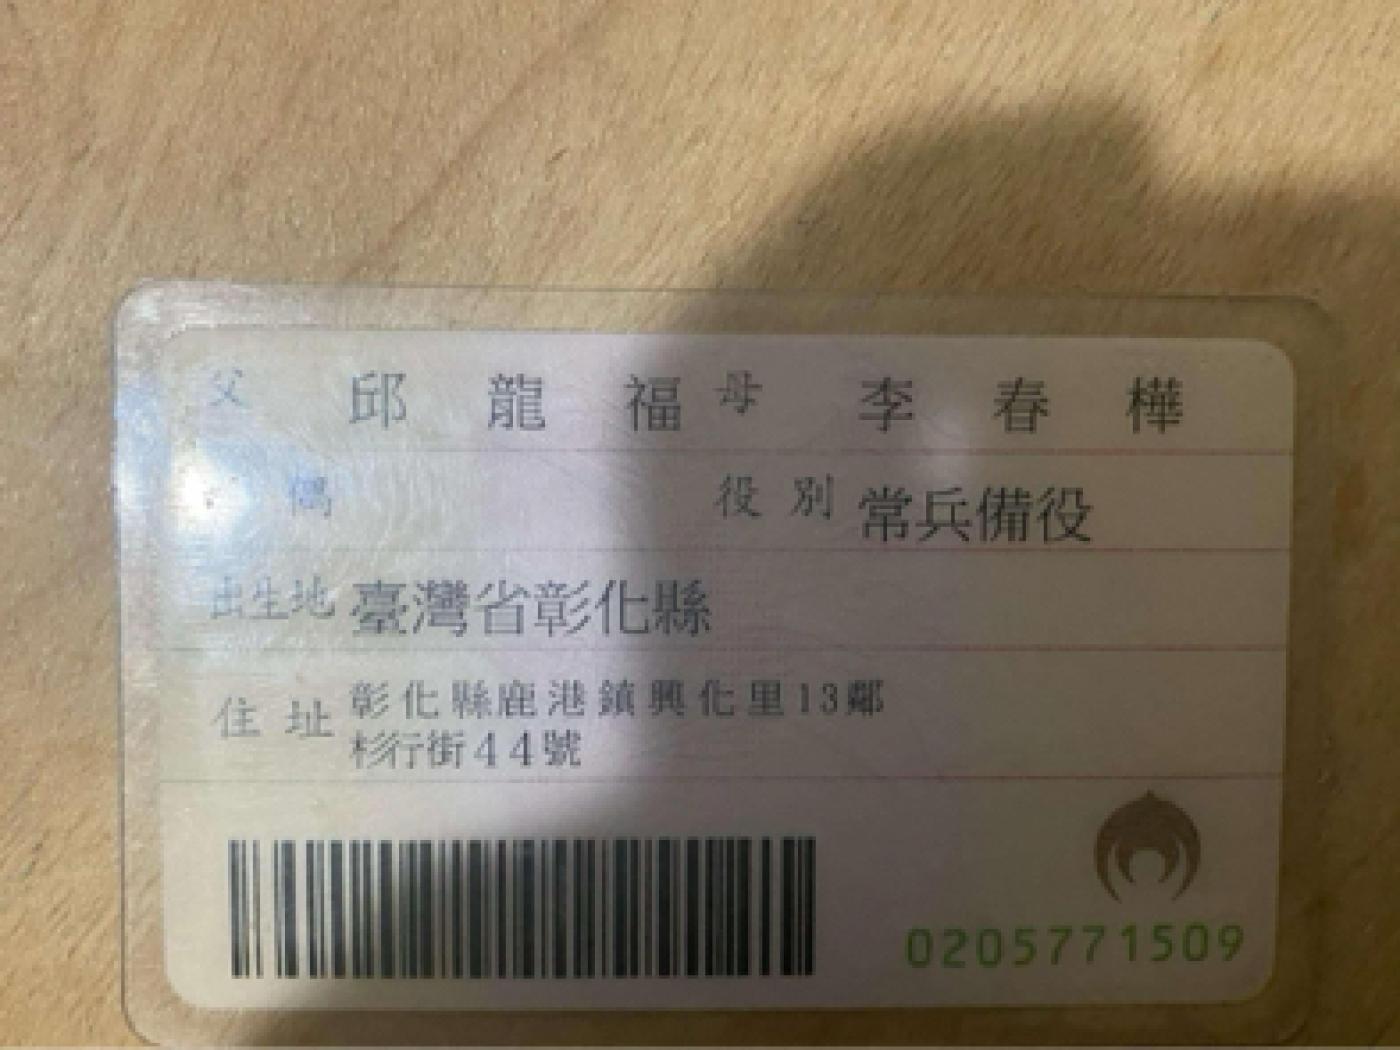 父 邱龍福 母 李春樺
偶 役別 常兵備役
出生地 臺灣省彰化縣
住址 彰化縣鹿港鎮興化里13鄰
杉行街44號
0205771509